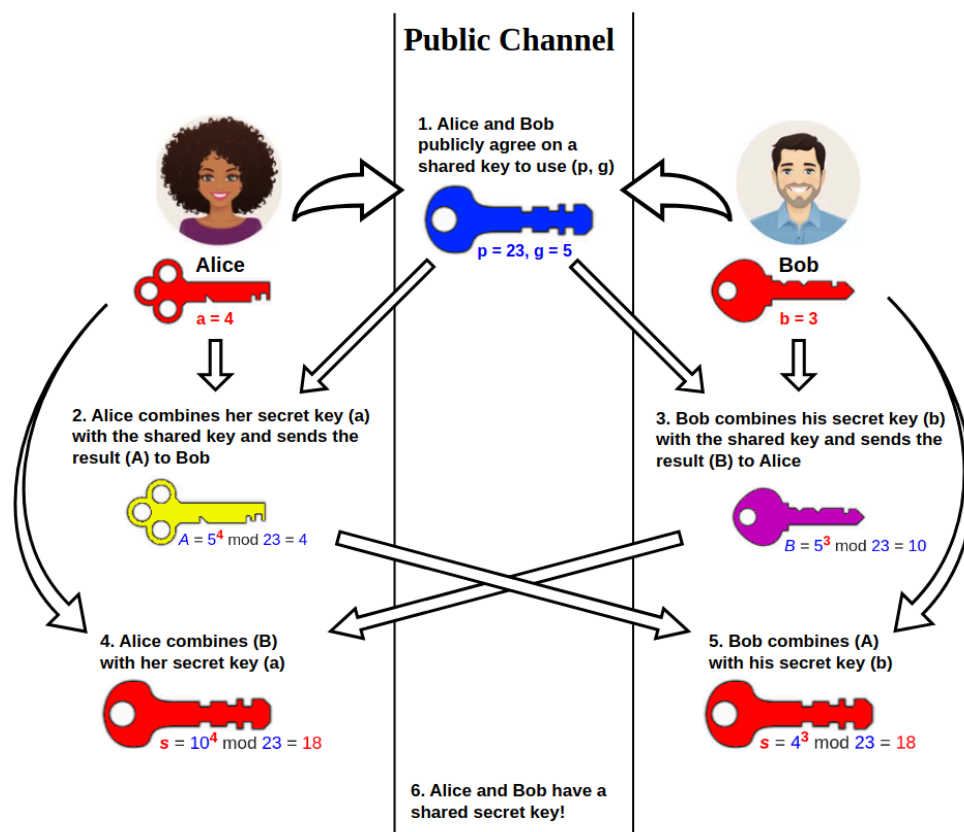 Public Channel
1. Alice and Bob
publicly agree on a
shared key to use (p, g)
p = 23, g = 5
Alice
a = 4
Bob
b = 3
2. Alice combines her secret key (a)
with the shared key and sends the
result (A) to Bob
A = 5⁴ mod 23 = 4
3. Bob combines his secret key (b)
with the shared key and sends the
result (B) to Alice
B = 5³ mod 23 = 10
4. Alice combines (B)
with her secret key (a)
s = 10⁴ mod 23 = 18
5. Bob combines (A)
with his secret key (b)
s = 4³ mod 23 = 18
6. Alice and Bob have a
shared secret key!